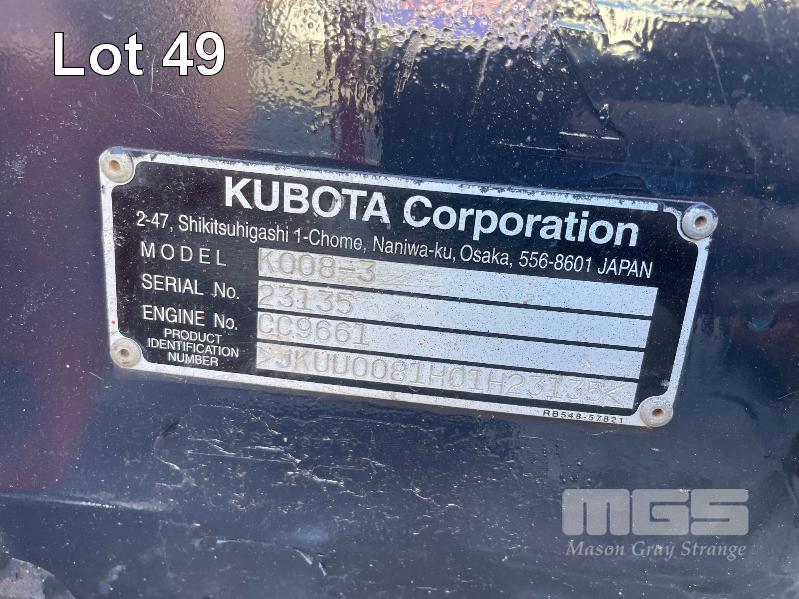 Lot 49
KUBOTA Corporation
2-47, Shikitsuhigashi 1-Chome, Naniwa-ku, Osaka, 556-8601 JAPAN
MODEL K008-3
SERIAL No. 23135
ENGINE No. CC9661
PRODUCT
IDENTIFICATION
NUMBER >JKUU0081H01H23135<
RB548-57821
MGS
Mason Gray Strange